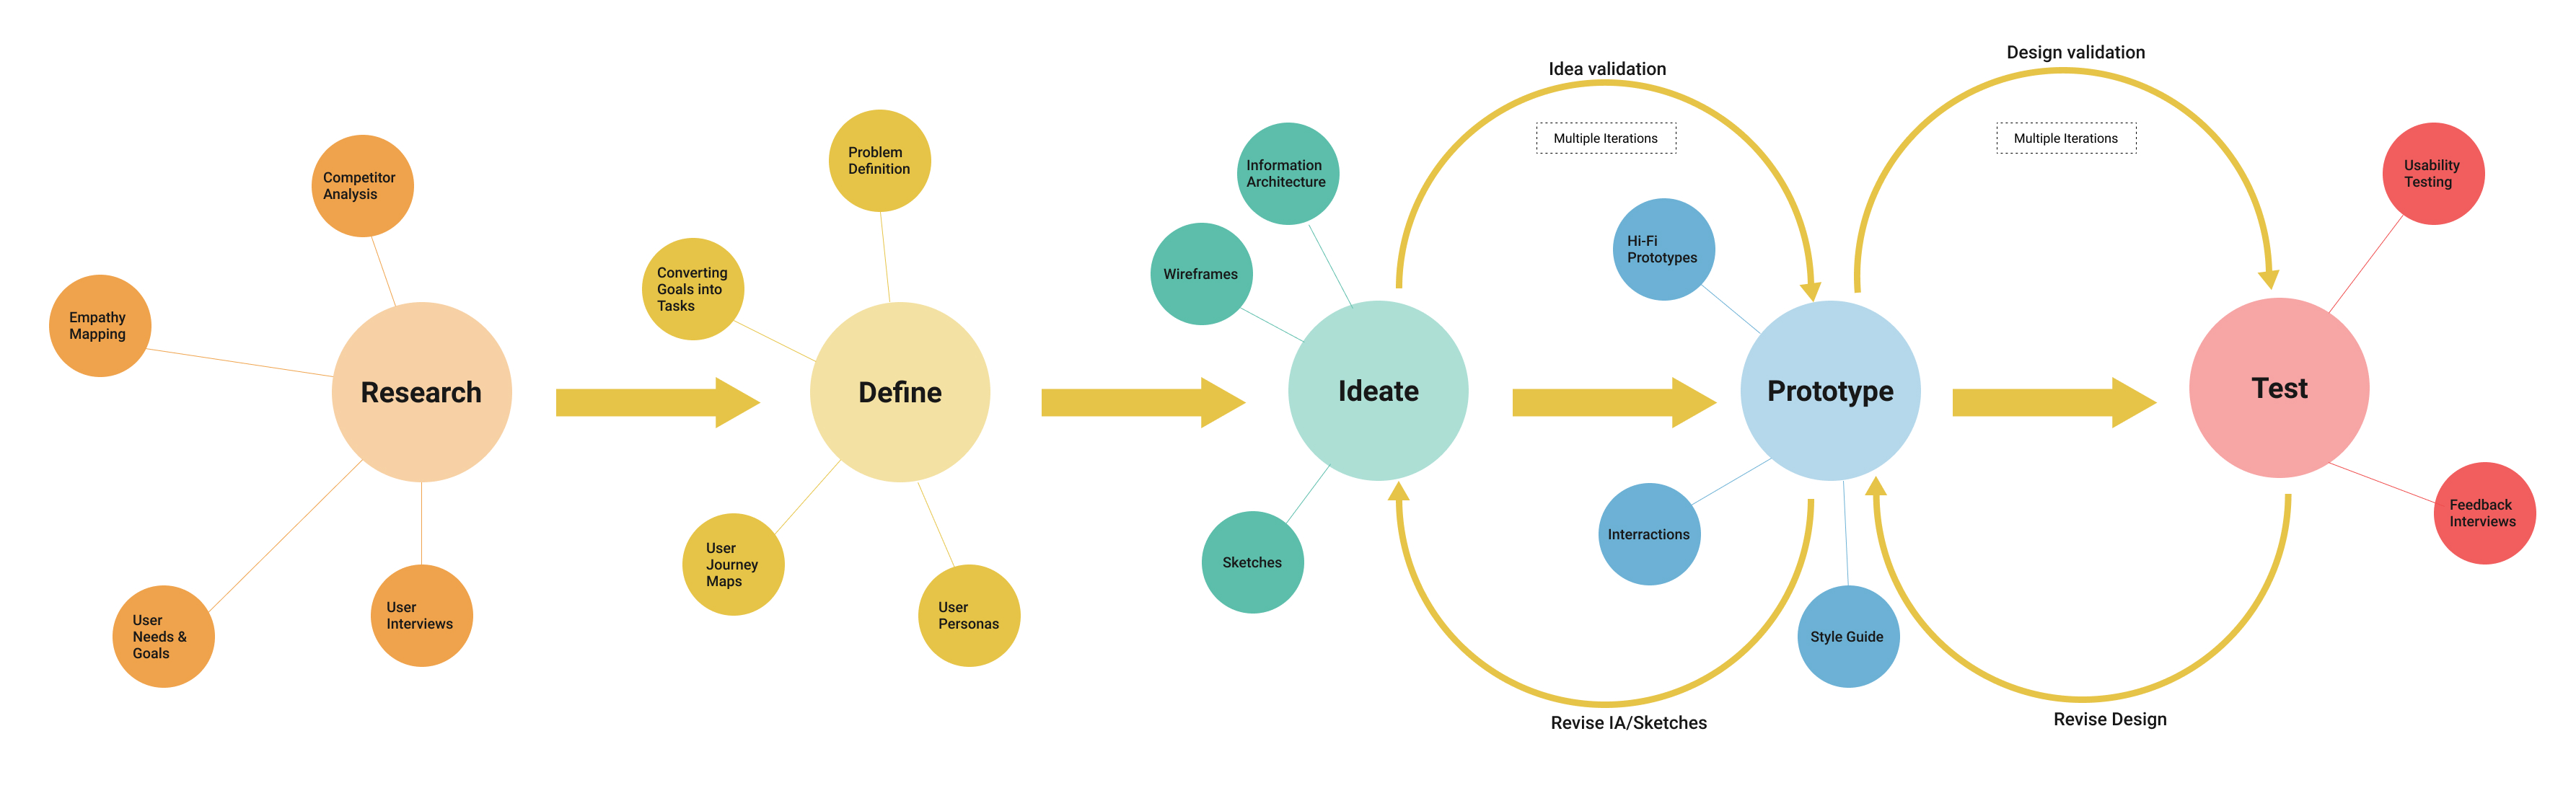 Competitor
Analysis
Empathy
Mapping
Research
User
Needs &
Goals
User
Interviews
Problem
Definition
Converting
Goals into
Tasks
Define
User
Journey
Maps
User
Personas
Information
Architecture
Wireframes
Ideate
Sketches
Idea validation
Multiple Iterations
Hi-Fi
Prototypes
Prototype
Interractions
Style Guide
Revise IA/Sketches
Design validation
Multiple Iterations
Usability
Testing
Test
Feedback
Interviews
Revise Design